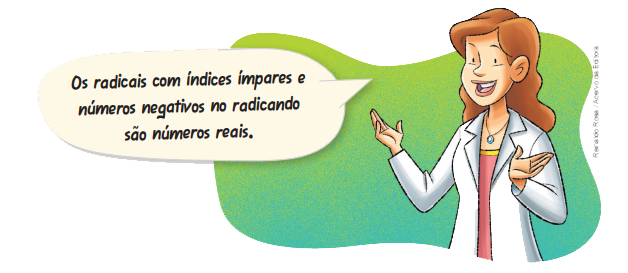 Os radicais com índices ímpares e
números negativos no radicando
são números reais.
Reinaldo Rosa / Acervo da Editora